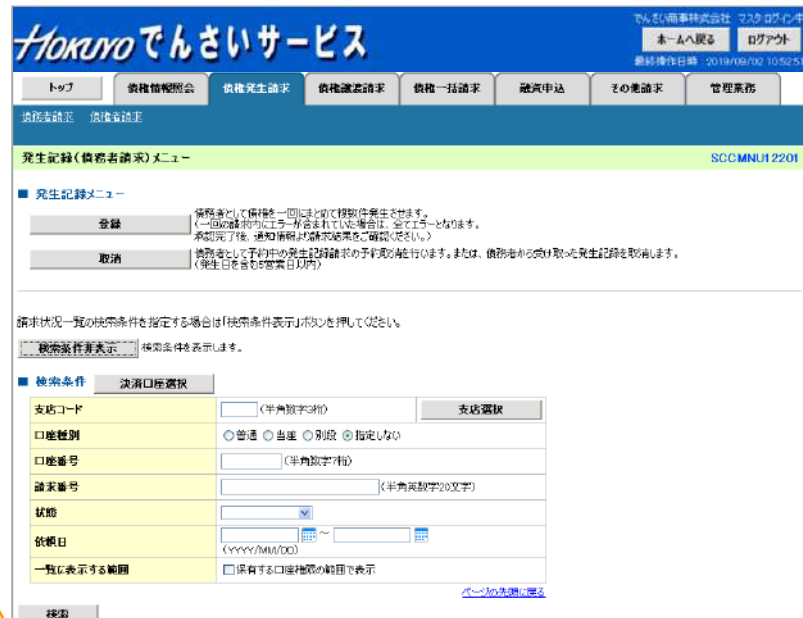 でんさい商事株式会社 マスタ ログイン中
Hokuyo でんさいサービス
ホームへ戻る ログアウト
最終操作日時:2019/09/02 10:52:51
トップ 債権情報照会 債権発生請求 債権譲渡請求 債権一括請求 融資申込 その他請求 管理業務
債務者請求 債権者請求
発生記録(債務者請求)メニュー SCCMNU12201
■ 発生記録メニュー
登録
債務者として債権を一回にまとめて複数件発生させます。
(一回の請求内にエラーが含まれていた場合は、全てエラーとなります。
承認完了後、通知情報より請求結果をご確認ください。)
取消
債務者として予約中の発生記録請求の予約取消を行います。または、債務者から受け取った発生記録を取消します。
(発生日を含む5営業日以内)
請求状況一覧の検索条件を指定する場合は「検索条件表示」ボタンを押してください。
検索条件非表示 検索条件を表示します。
■ 検索条件 決済口座選択
支店コード (半角数字3桁) 支店選択
口座種別 普通 当座 別段 指定しない
口座番号 (半角数字7桁)
請求番号 (半角英数字20文字)
状態
依頼日 ~
(YYYY/MM/DD)
一覧に表示する範囲 保有する口座権限の範囲で表示
ページの先頭に戻る
検索